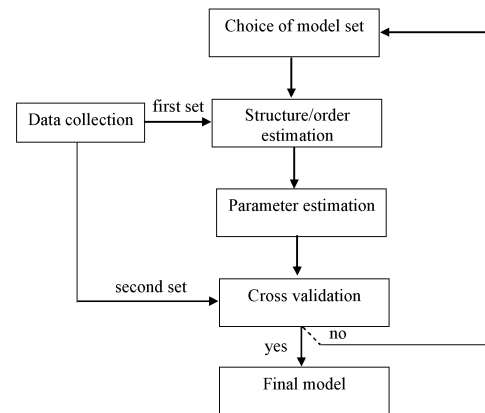 Choice of model set
first set
Data collection
Structure/order
estimation
Parameter estimation
second set
Cross validation
yes
no
Final model